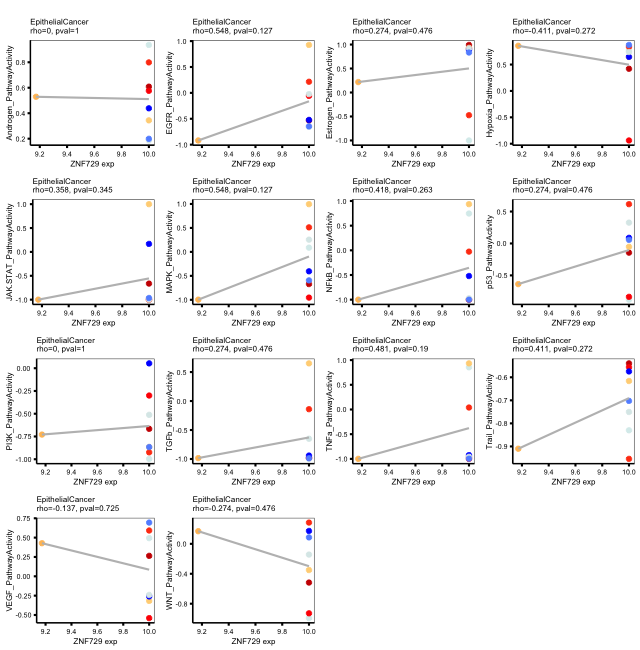 EpithelialCancer
rho=0, pval=1
Androgen_PathwayActivity
0.8
0.6
0.4
0.2
9.2 9.4 9.6 9.8 10.0
ZNF729 exp
EpithelialCancer
rho=0.548, pval=0.127
EGFR_PathwayActivity
1.0
0.5
0.0
-0.5
-1.0
9.2 9.4 9.6 9.8 10.0
ZNF729 exp
EpithelialCancer
rho=0.274, pval=0.476
Estrogen_PathwayActivity
1.0
0.5
0.0
-0.5
-1.0
9.2 9.4 9.6 9.8 10.0
ZNF729 exp
EpithelialCancer
rho=-0.411, pval=0.272
Hypoxia_PathwayActivity
0.5
0.0
-0.5
-1.0
9.2 9.4 9.6 9.8 10.0
ZNF729 exp
EpithelialCancer
rho=0.358, pval=0.345
JAK.STAT_PathwayActivity
1.0
0.5
0.0
-0.5
-1.0
9.2 9.4 9.6 9.8 10.0
ZNF729 exp
EpithelialCancer
rho=0.548, pval=0.127
MAPK_PathwayActivity
1.0
0.5
0.0
-0.5
-1.0
9.2 9.4 9.6 9.8 10.0
ZNF729 exp
EpithelialCancer
rho=0.418, pval=0.263
NFkB_PathwayActivity
1.0
0.5
0.0
-0.5
-1.0
9.2 9.4 9.6 9.8 10.0
ZNF729 exp
EpithelialCancer
rho=0.274, pval=0.476
p53_PathwayActivity
0.5
0.0
-0.5
9.2 9.4 9.6 9.8 10.0
ZNF729 exp
EpithelialCancer
rho=0, pval=1
PI3K_PathwayActivity
0.00
-0.25
-0.50
-0.75
-1.00
9.2 9.4 9.6 9.8 10.0
ZNF729 exp
EpithelialCancer
rho=0.274, pval=0.476
TGFb_PathwayActivity
0.5
0.0
-0.5
-1.0
9.2 9.4 9.6 9.8 10.0
ZNF729 exp
EpithelialCancer
rho=0.481, pval=0.19
TNFa_PathwayActivity
1.0
0.5
0.0
-0.5
-1.0
9.2 9.4 9.6 9.8 10.0
ZNF729 exp
EpithelialCancer
rho=0.411, pval=0.272
Trail_PathwayActivity
-0.6
-0.7
-0.8
-0.9
9.2 9.4 9.6 9.8 10.0
ZNF729 exp
EpithelialCancer
rho=-0.137, pval=0.725
VEGF_PathwayActivity
0.75
0.50
0.25
0.00
-0.25
-0.50
9.2 9.4 9.6 9.8 10.0
ZNF729 exp
EpithelialCancer
rho=-0.274, pval=0.476
WNT_PathwayActivity
0.0
-0.4
-0.8
9.2 9.4 9.6 9.8 10.0
ZNF729 exp